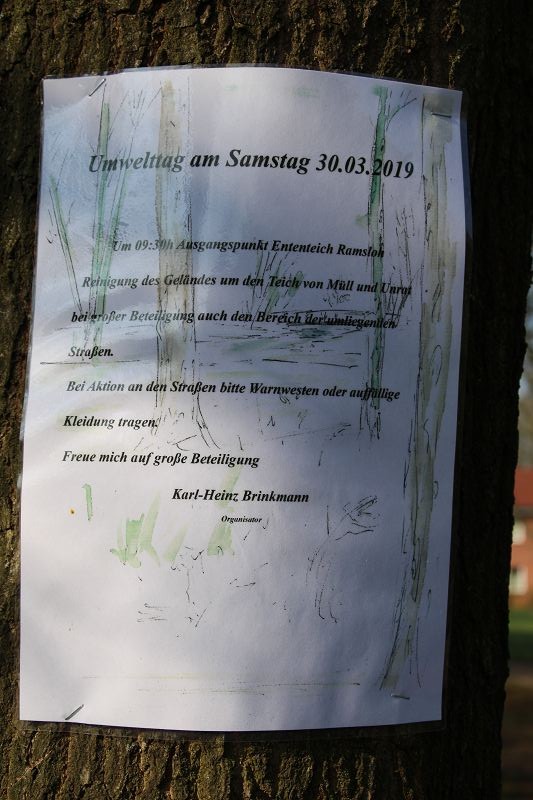 Umwelttag am Samstag 30.03.2019
Um 09:30h Ausgangspunkt Ententeich Ramsloh
Reinigung des Geländes um den Teich von Müll und Unrat
bei großer Beteiligung auch den Bereich der umliegenden
Straßen.
Bei Aktion an den Straßen bitte Warnwesten oder auffällige
Kleidung tragen.
Freue mich auf große Beteiligung
Karl-Heinz Brinkmann
Organisator